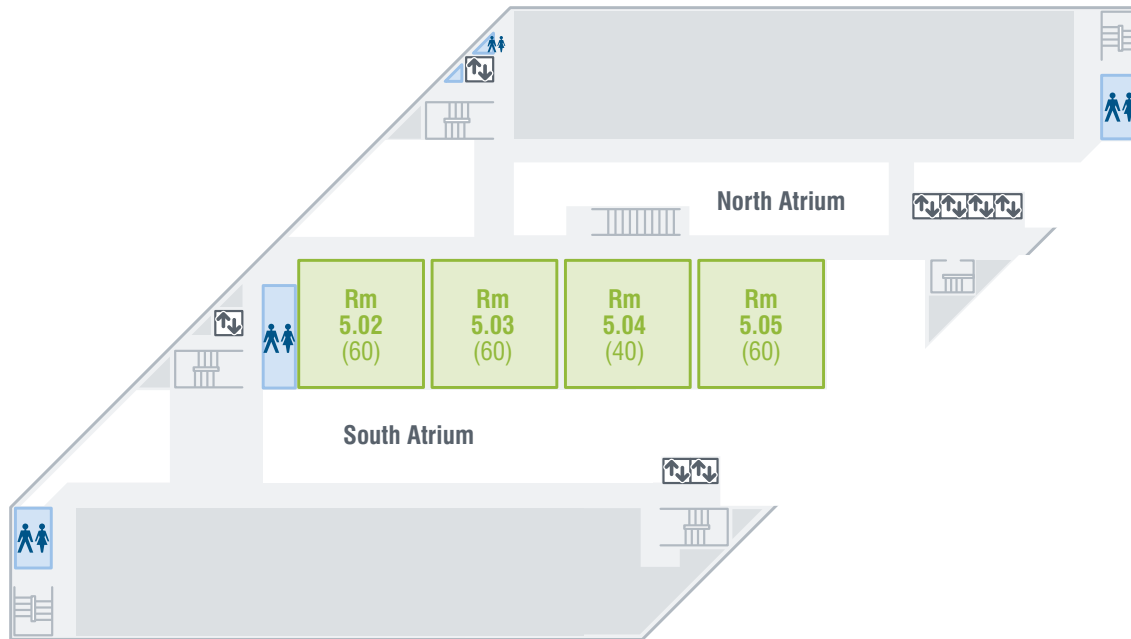 North Atrium
Rm
5.02
(60)
Rm
5.03
(60)
Rm
5.04
(40)
Rm
5.05
(60)
South Atrium